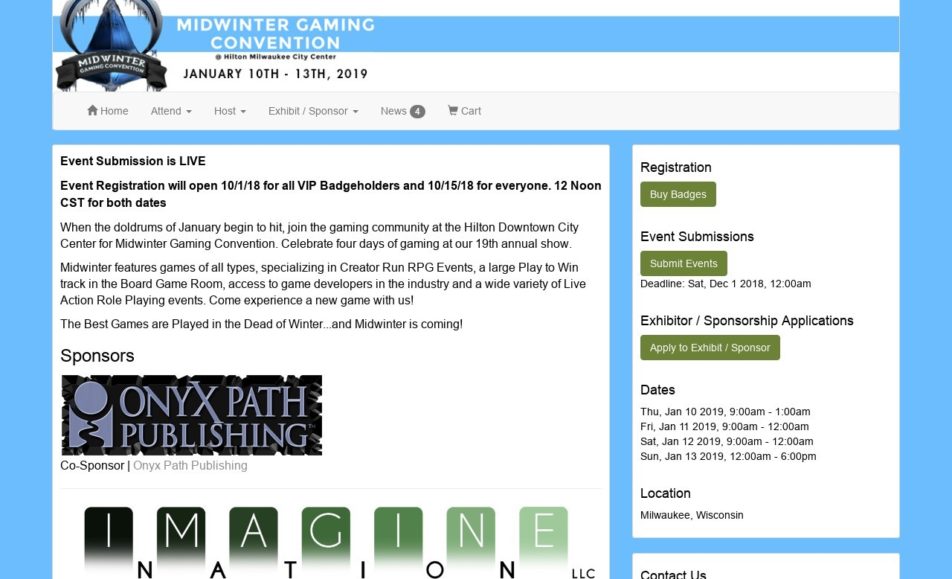 MIDWINTER GAMING
CONVENTION
@ Hilton Milwaukee City Center
JANUARY 10TH - 13TH, 2019
MIDWINTER
GAMING CONVENTION
Home Attend Host Exhibit / Sponsor News 4 Cart
Event Submission is LIVE
Event Registration will open 10/1/18 for all VIP Badgeholders and 10/15/18 for everyone. 12 Noon
CST for both dates
When the doldrums of January begin to hit, join the gaming community at the Hilton Downtown City
Center for Midwinter Gaming Convention. Celebrate four days of gaming at our 19th annual show.
Midwinter features games of all types, specializing in Creator Run RPG Events, a large Play to Win
track in the Board Game Room, access to game developers in the industry and a wide variety of Live
Action Role Playing events. Come experience a new game with us!
The Best Games are Played in the Dead of Winter...and Midwinter is coming!
Sponsors
ONYX PATH
PUBLISHING™
Co-Sponsor | Onyx Path Publishing
IMAGINE
NATION LLC
Registration
Buy Badges
Event Submissions
Submit Events
Deadline: Sat, Dec 1 2018, 12:00am
Exhibitor / Sponsorship Applications
Apply to Exhibit / Sponsor
Dates
Thu, Jan 10 2019, 9:00am - 1:00am
Fri, Jan 11 2019, 9:00am - 12:00am
Sat, Jan 12 2019, 9:00am - 12:00am
Sun, Jan 13 2019, 12:00am - 6:00pm
Location
Milwaukee, Wisconsin
Contact Us